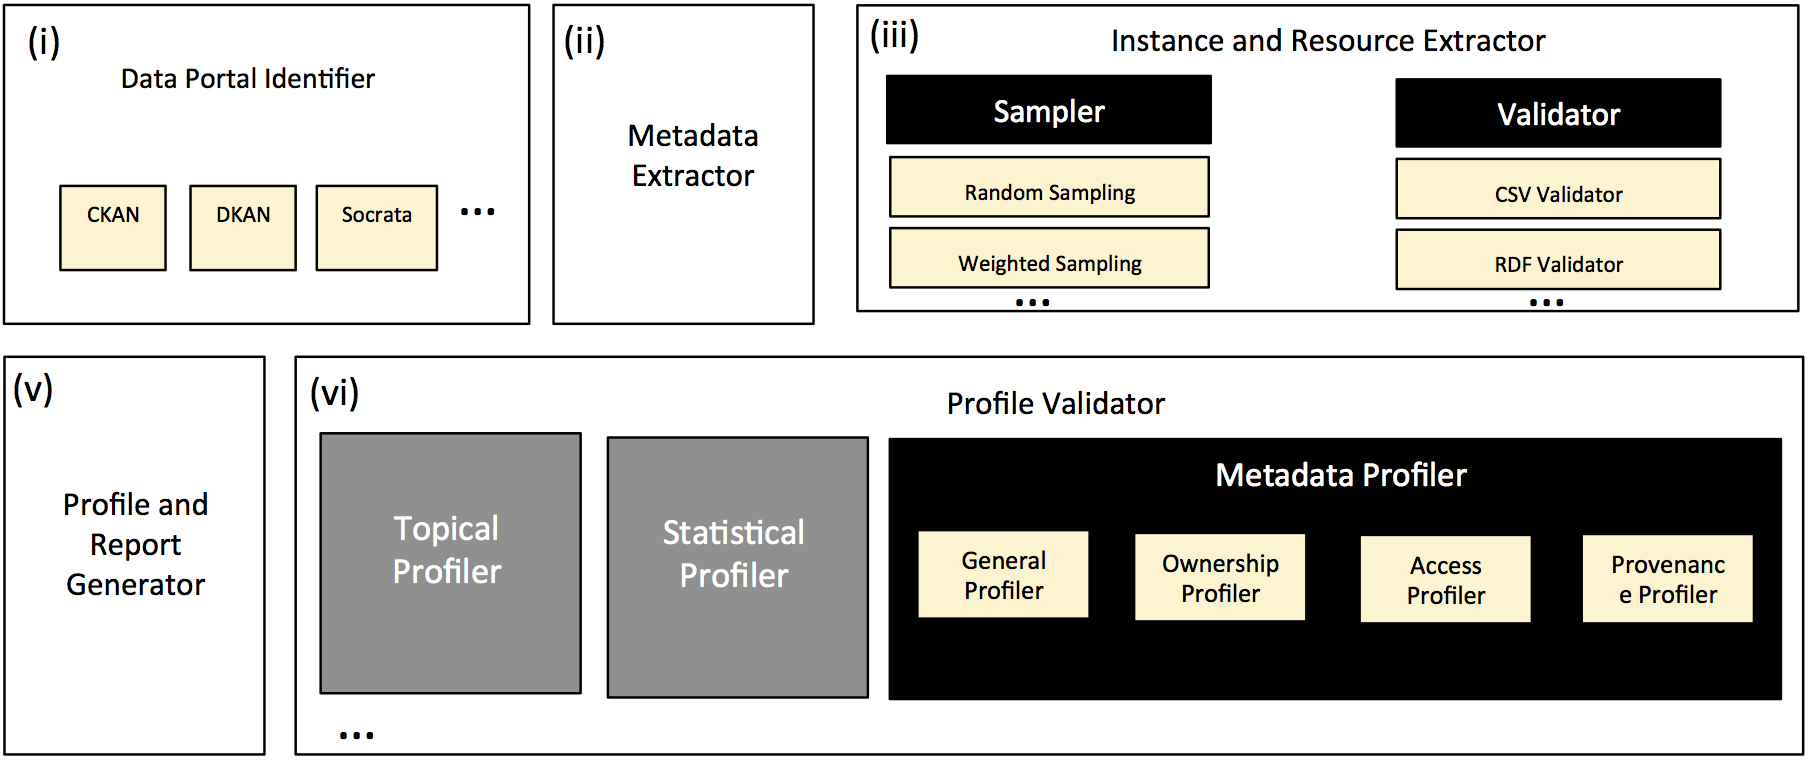 (i)
Data Portal Identifier
CKAN
DKAN
Socrata
...
(ii)
Metadata
Extractor
(iii)
Instance and Resource Extractor
Sampler
Random Sampling
Weighted Sampling
...
Validator
CSV Validator
RDF Validator
...
(v)
Profile and
Report
Generator
(vi)
Profile Validator
Topical
Profiler
Statistical
Profiler
Metadata Profiler
General
Profiler
Ownership
Profiler
Access
Profiler
Provenanc
e Profiler
...